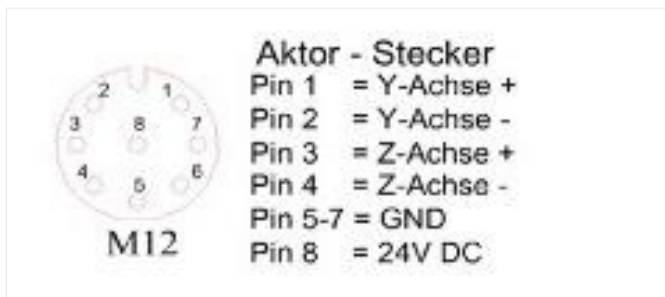 Aktor - Stecker
Pin 1 = Y-Achse +
Pin 2 = Y-Achse -
Pin 3 = Z-Achse +
Pin 4 = Z-Achse -
Pin 5-7 = GND
Pin 8 = 24V DC
2 1
3 8 7
4 5 6
M12